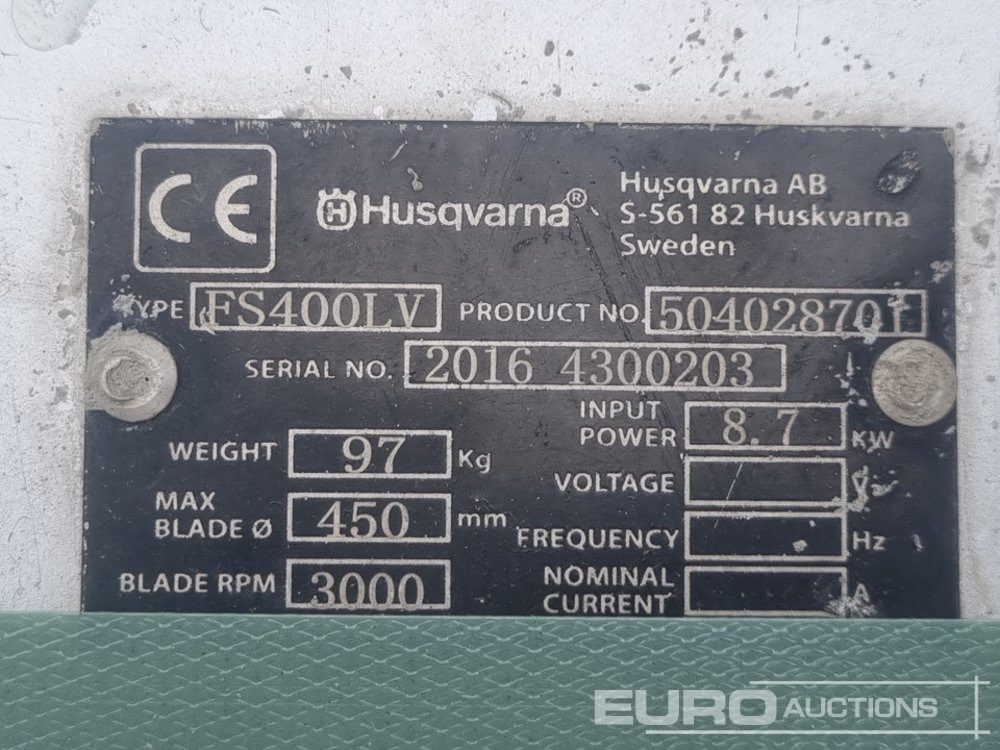 CE
Husqvarna®
Husqvarna AB
S-561 82 Huskvarna
Sweden
TYPE FS400LV PRODUCT NO. 504028701
SERIAL NO. 2016 4300203
WEIGHT 97 Kg
MAX BLADE Ø 450 mm
BLADE RPM 3000
INPUT POWER 8.7 KW
VOLTAGE V
FREQUENCY Hz
NOMINAL CURRENT A
EURO AUCTIONS